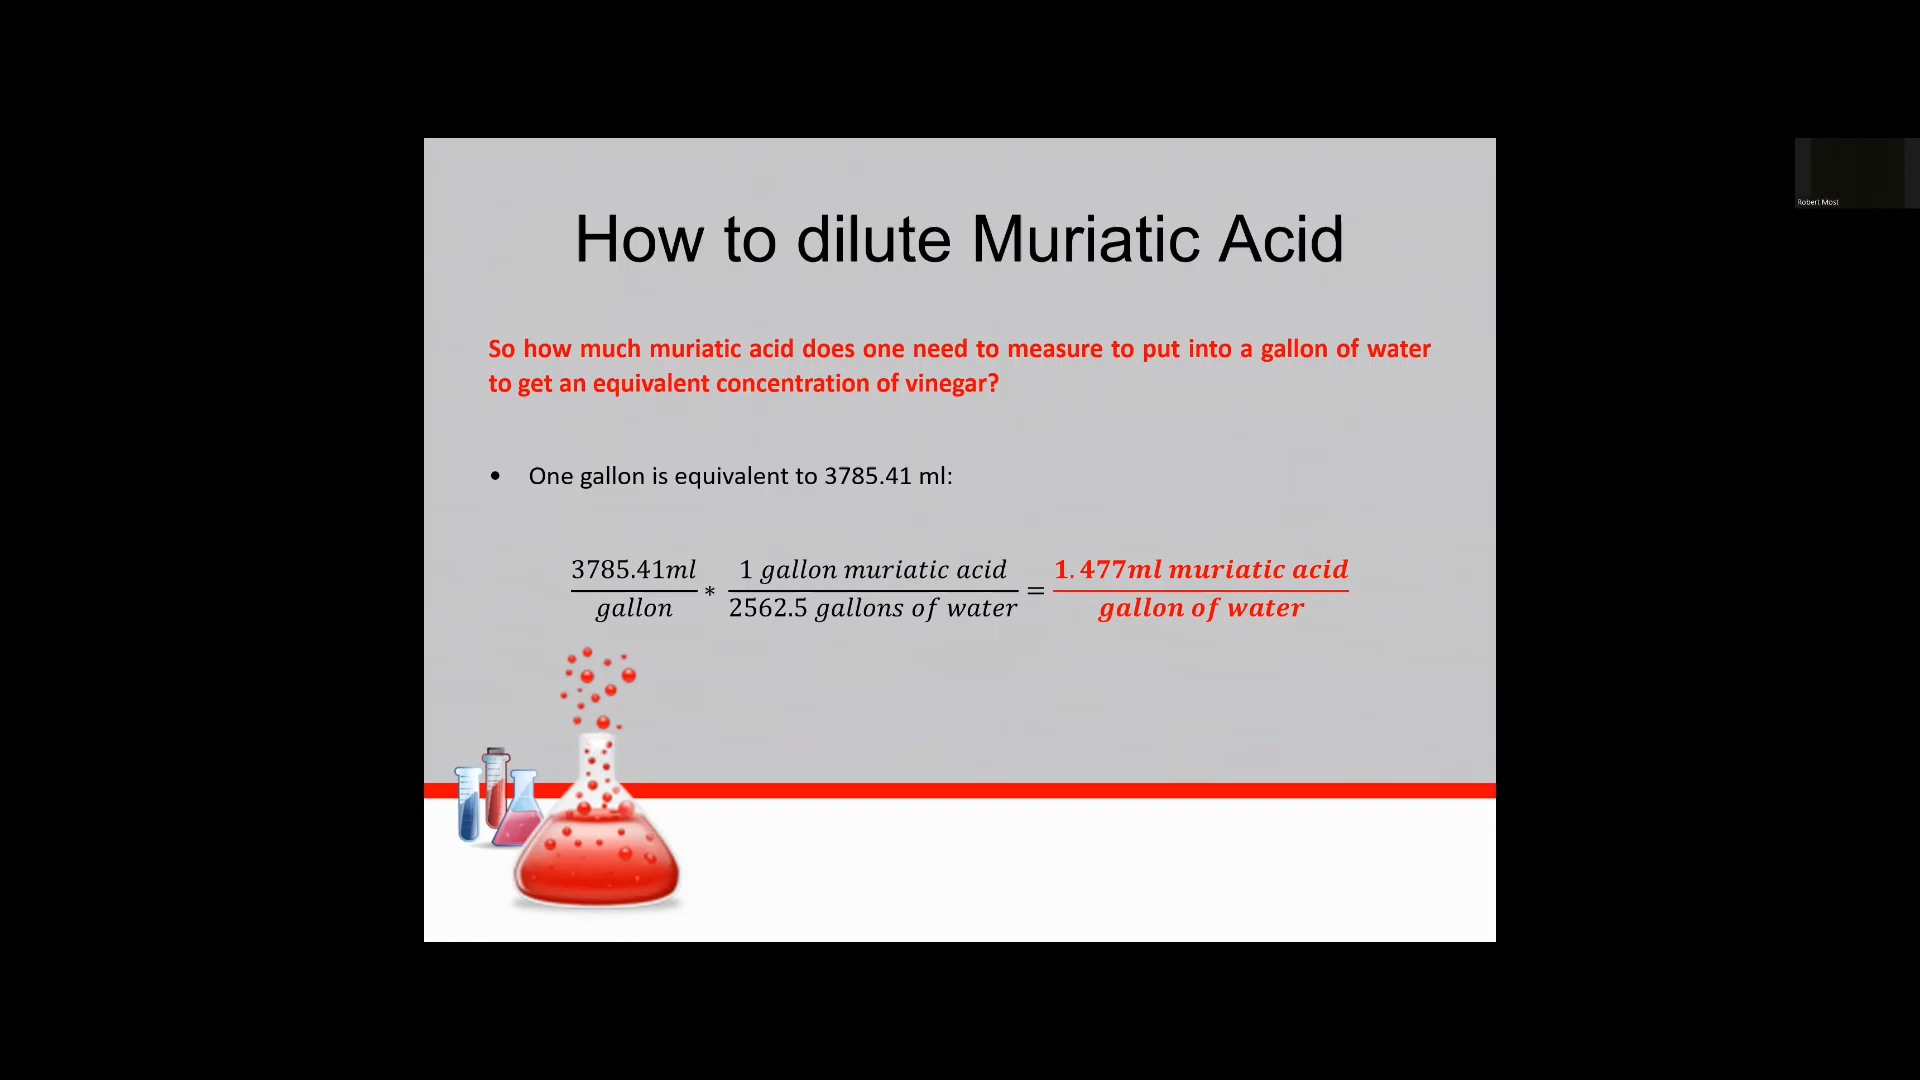 How to dilute Muriatic Acid
So how much muriatic acid does one need to measure to put into a gallon of water
to get an equivalent concentration of vinegar?
• One gallon is equivalent to 3785.41 ml:
3785.41ml / gallon * 1 gallon muriatic acid / 2562.5 gallons of water = 1.477ml muriatic acid / gallon of water
Robert Most